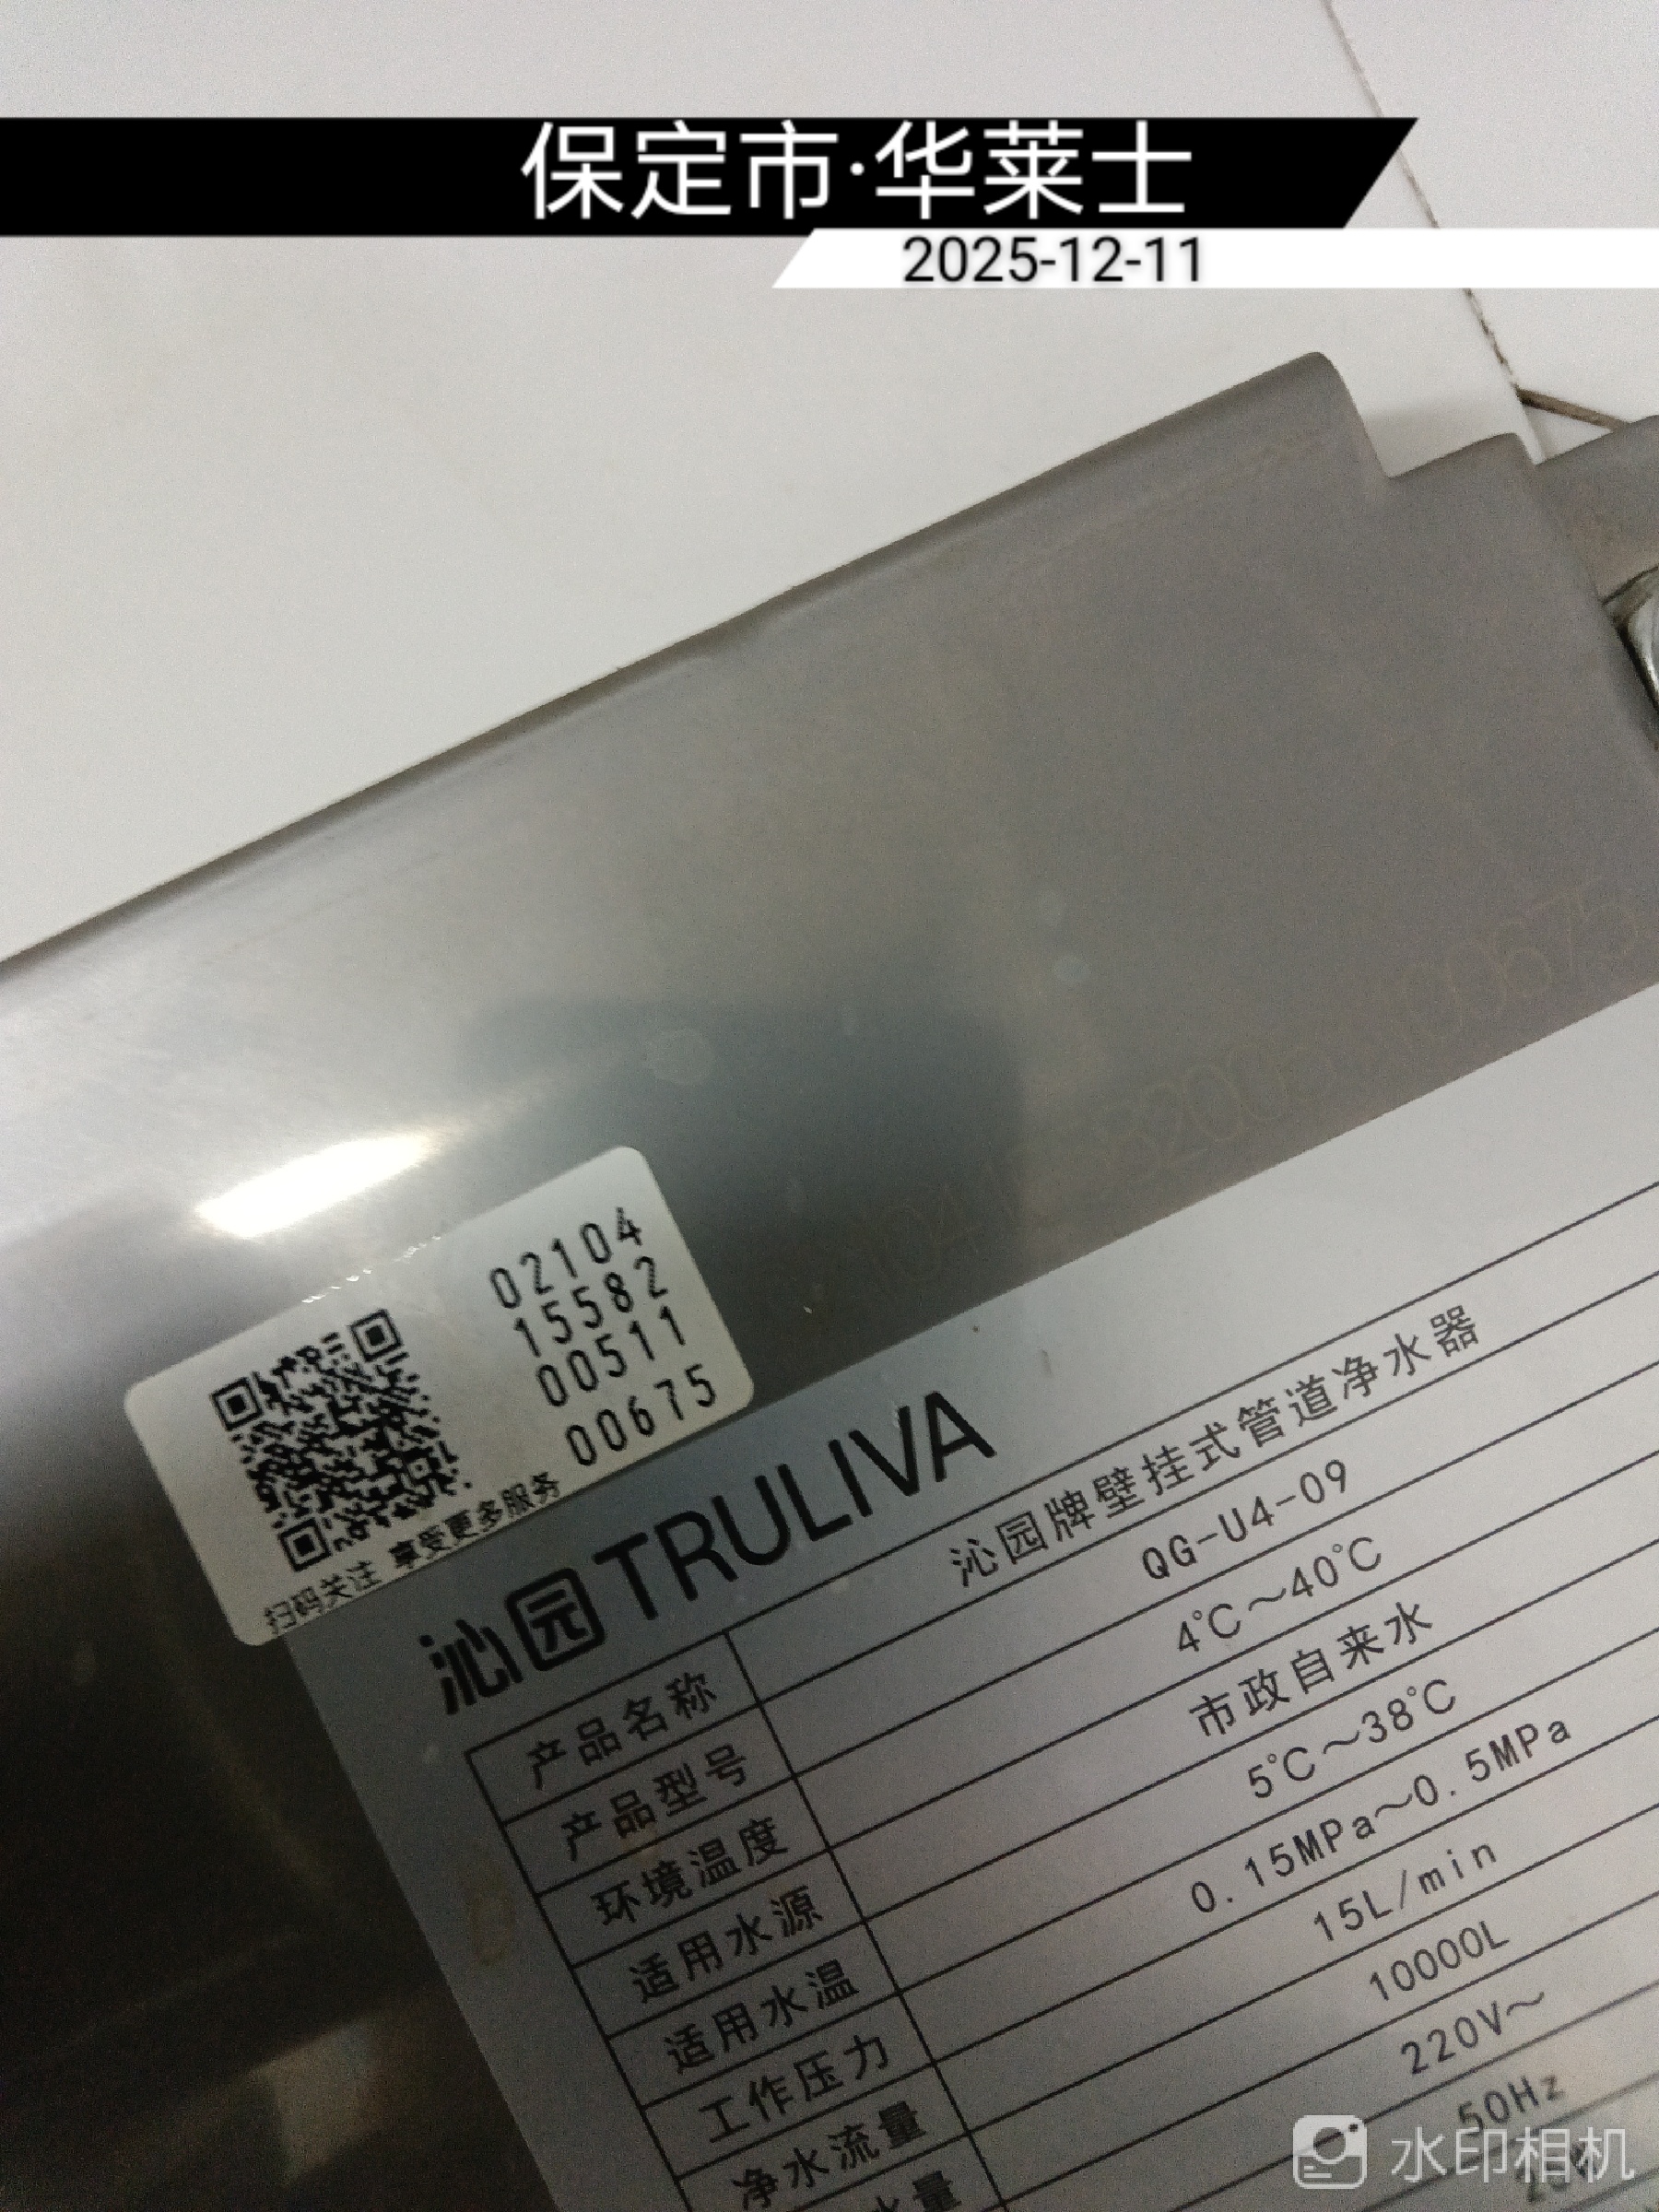 保定市·华莱士
2025-12-11
02104
15582
00511
00675
扫码关注 享受更多服务
沁园 TRULIVA
产品名称 沁园牌壁挂式管道净水器
产品型号 QG-U4-09
环境温度 4℃～40℃
适用水源 市政自来水
适用水温 5℃～38℃
工作压力 0.15MPa～0.5MPa
净水流量 15L/min
水量 10000L
220V～
50Hz
水印相机